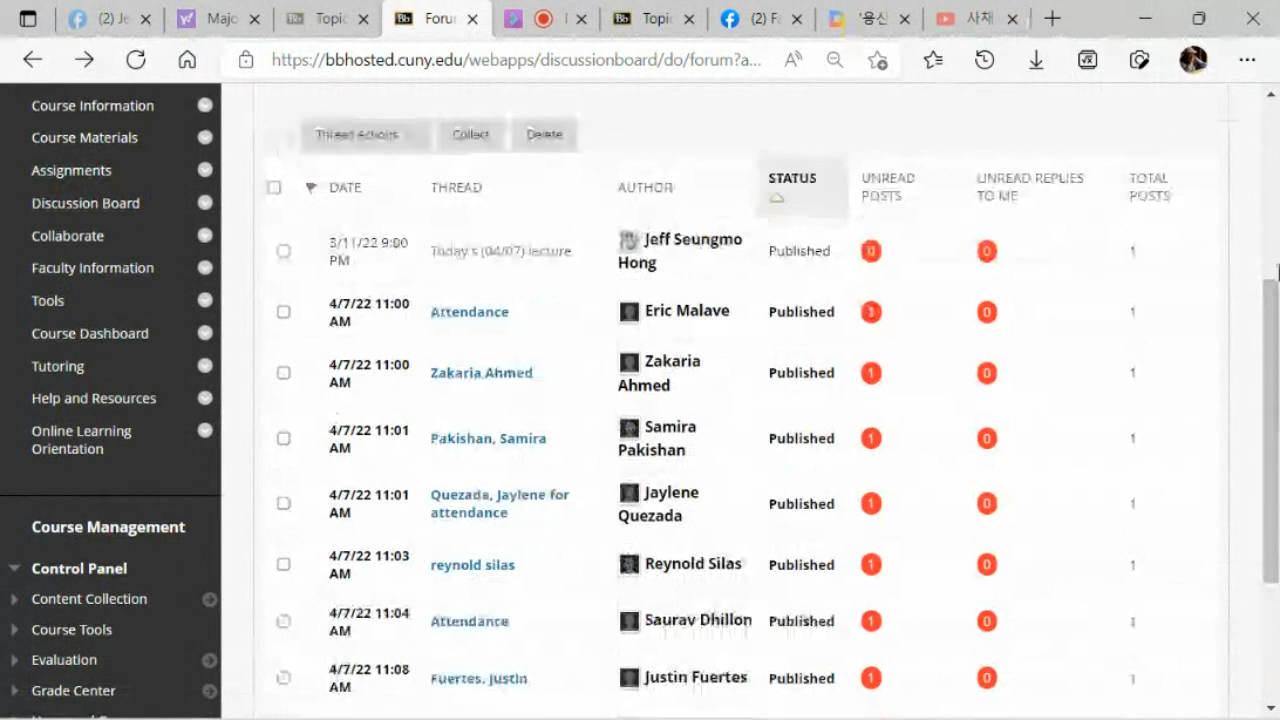 (2) Je
Majo
Topic
Bb
Foru
Bb
Topic
(2) Fa
'용신
사채
https://bbhosted.cuny.edu/webapps/discussionboard/do/forum?a...
Course Information
Course Materials
Assignments
Discussion Board
Collaborate
Faculty Information
Tools
Course Dashboard
Tutoring
Help and Resources
Online Learning
Orientation
Course Management
Control Panel
Content Collection
Course Tools
Evaluation
Grade Center
Thread Actions
Collect
Delete
DATE
THREAD
AUTHOR
STATUS
UNREAD
POSTS
UNREAD REPLIES
TO ME
TOTAL
POSTS
3/11/22 9:00
PM
Today's (04/07) lecture
Jeff Seungmo
Hong
Published
0
0
1
4/7/22 11:00
AM
Attendance
Eric Malave
Published
0
1
4/7/22 11:00
AM
Zakaria Ahmed
Zakaria
Ahmed
Published
1
0
1
4/7/22 11:01
AM
Pakishan, Samira
Samira
Pakishan
Published
1
0
1
4/7/22 11:01
AM
Quezada, Jaylene for
attendance
Jaylene
Quezada
Published
1
0
1
4/7/22 11:03
AM
reynold silas
Reynold Silas
Published
1
0
1
4/7/22 11:04
AM
Attendance
Saurav Dhillon
Published
1
0
1
4/7/22 11:08
AM
Fuertes, Justin
Justin Fuertes
Published
1
0
1